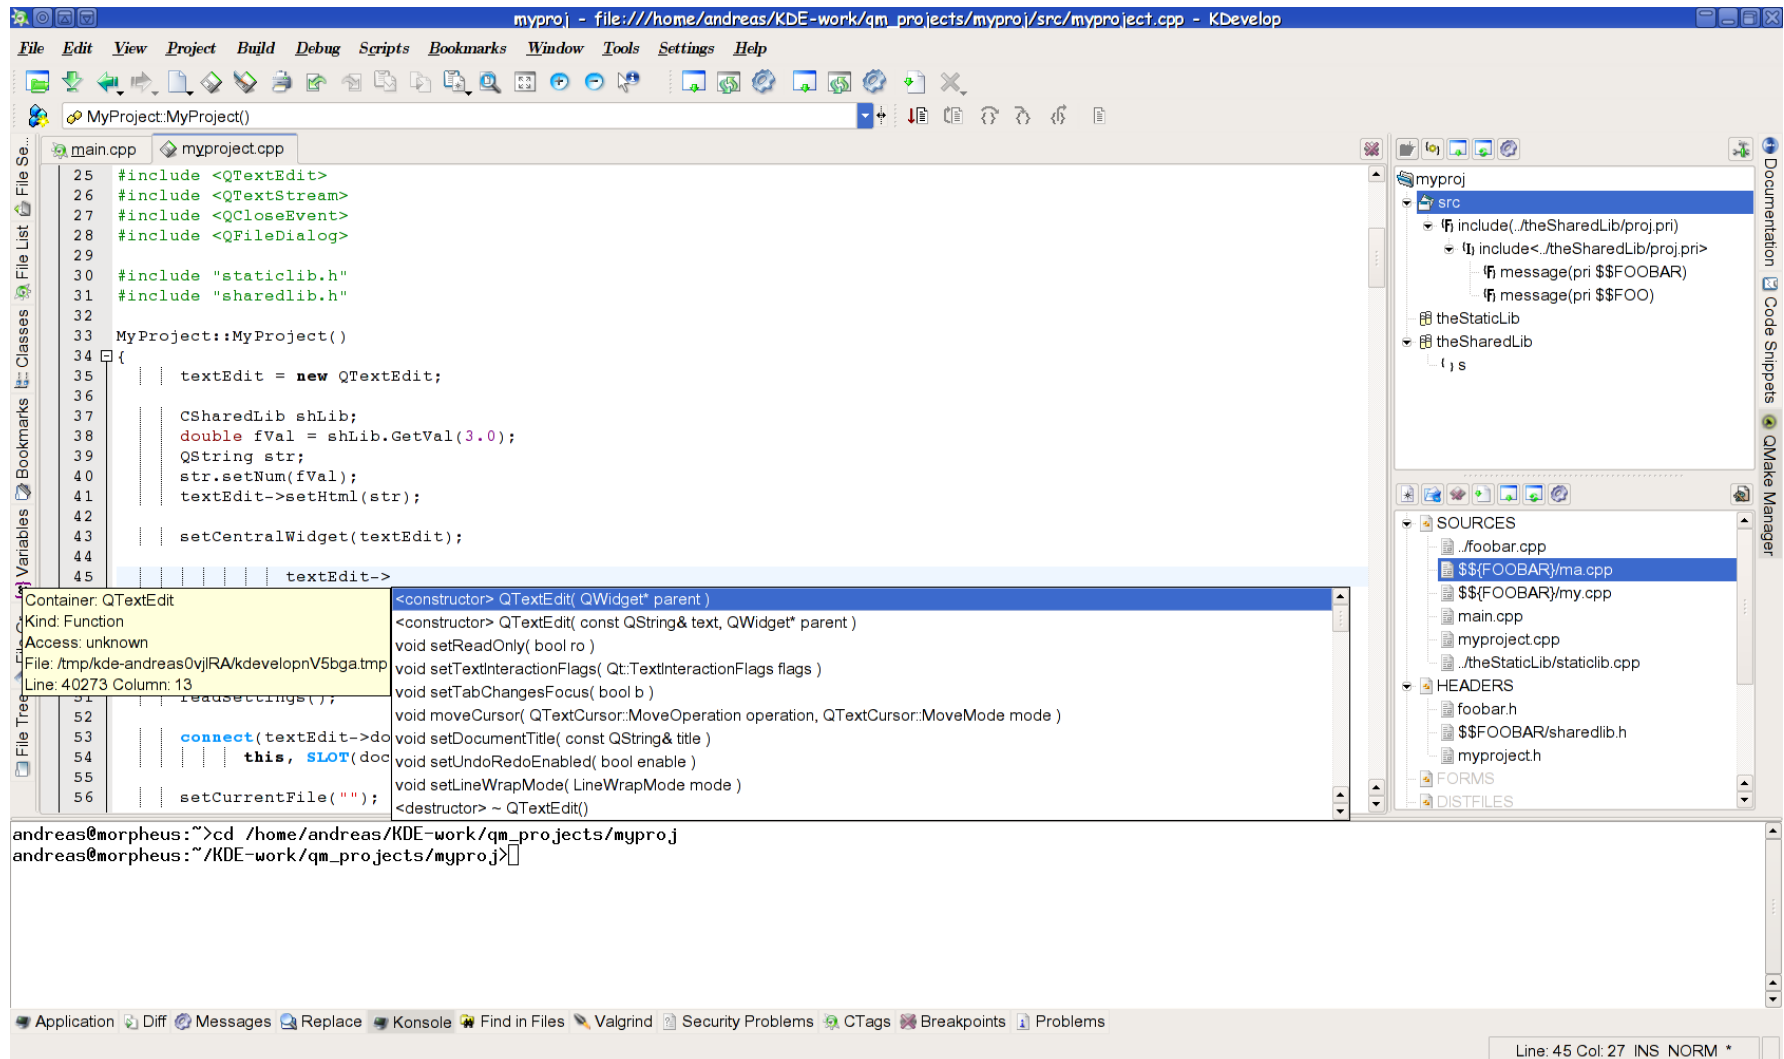 myproj - file:///home/andreas/KDE-work/qm_projects/myproj/src/myproject.cpp - KDevelop
File Edit View Project Build Debug Scripts Bookmarks Window Tools Settings Help
MyProject::MyProject()
main.cpp myproject.cpp
File Se...
File List
Classes
Bookmarks
Variables
File Tree
25 #include <QTextEdit>
26 #include <QTextStream>
27 #include <QCloseEvent>
28 #include <QFileDialog>
29
30 #include "staticlib.h"
31 #include "sharedlib.h"
32
33 MyProject::MyProject()
34 {
35 textEdit = new QTextEdit;
36
37 CSharedLib shLib;
38 double fVal = shLib.GetVal(3.0);
39 QString str;
40 str.setNum(fVal);
41 textEdit->setHtml(str);
42
43 setCentralWidget(textEdit);
44
45 textEdit->
Container: QTextEdit
Kind: Function
Access: unknown
File: /tmp/kde-andreas0vjlRA/kdevelopnV5bga.tmp
Line: 40273 Column: 13
<constructor> QTextEdit( QWidget* parent )
<constructor> QTextEdit( const QString& text, QWidget* parent )
void setReadOnly( bool ro )
void setTextInteractionFlags( Qt::TextInteractionFlags flags )
void setTabChangesFocus( bool b )
void moveCursor( QTextCursor::MoveOperation operation, QTextCursor::MoveMode mode )
void setDocumentTitle( const QString& title )
void setUndoRedoEnabled( bool enable )
void setLineWrapMode( LineWrapMode mode )
<destructor> ~ QTextEdit()
51 readSettings();
52
53 connect(textEdit->do
54 this, SLOT(doc
55
56 setCurrentFile("");
myproj
src
include(../theSharedLib/proj.pri)
include<../theSharedLib/proj.pri>
message(pri $$FOOBAR)
message(pri $$FOO)
theStaticLib
theSharedLib
s
SOURCES
../foobar.cpp
$${FOOBAR}/ma.cpp
$${FOOBAR}/my.cpp
main.cpp
myproject.cpp
../theStaticLib/staticlib.cpp
HEADERS
foobar.h
$$FOOBAR/sharedlib.h
myproject.h
FORMS
DISTFILES
Documentation
Code Snippets
QMake Manager
andreas@morpheus:~>cd /home/andreas/KDE-work/qm_projects/myproj
andreas@morpheus:~/KDE-work/qm_projects/myproj>
Application Diff Messages Replace Konsole Find in Files Valgrind Security Problems CTags Breakpoints Problems
Line: 45 Col: 27 INS NORM *